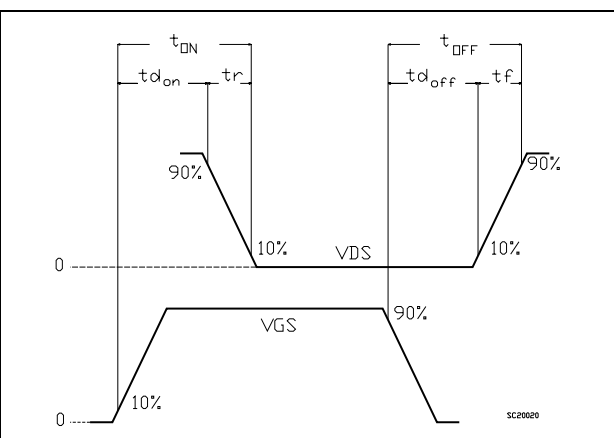 tON tOFF
tdon tr tdoff tf
90% 90%
10% VDS 10%
0
90%
VGS
10%
0
SC20020